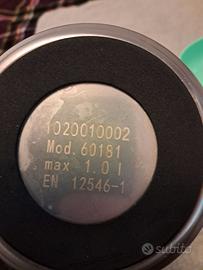 1020010002
Mod. 60181
max 1.0 l
EN 12546-1
subito